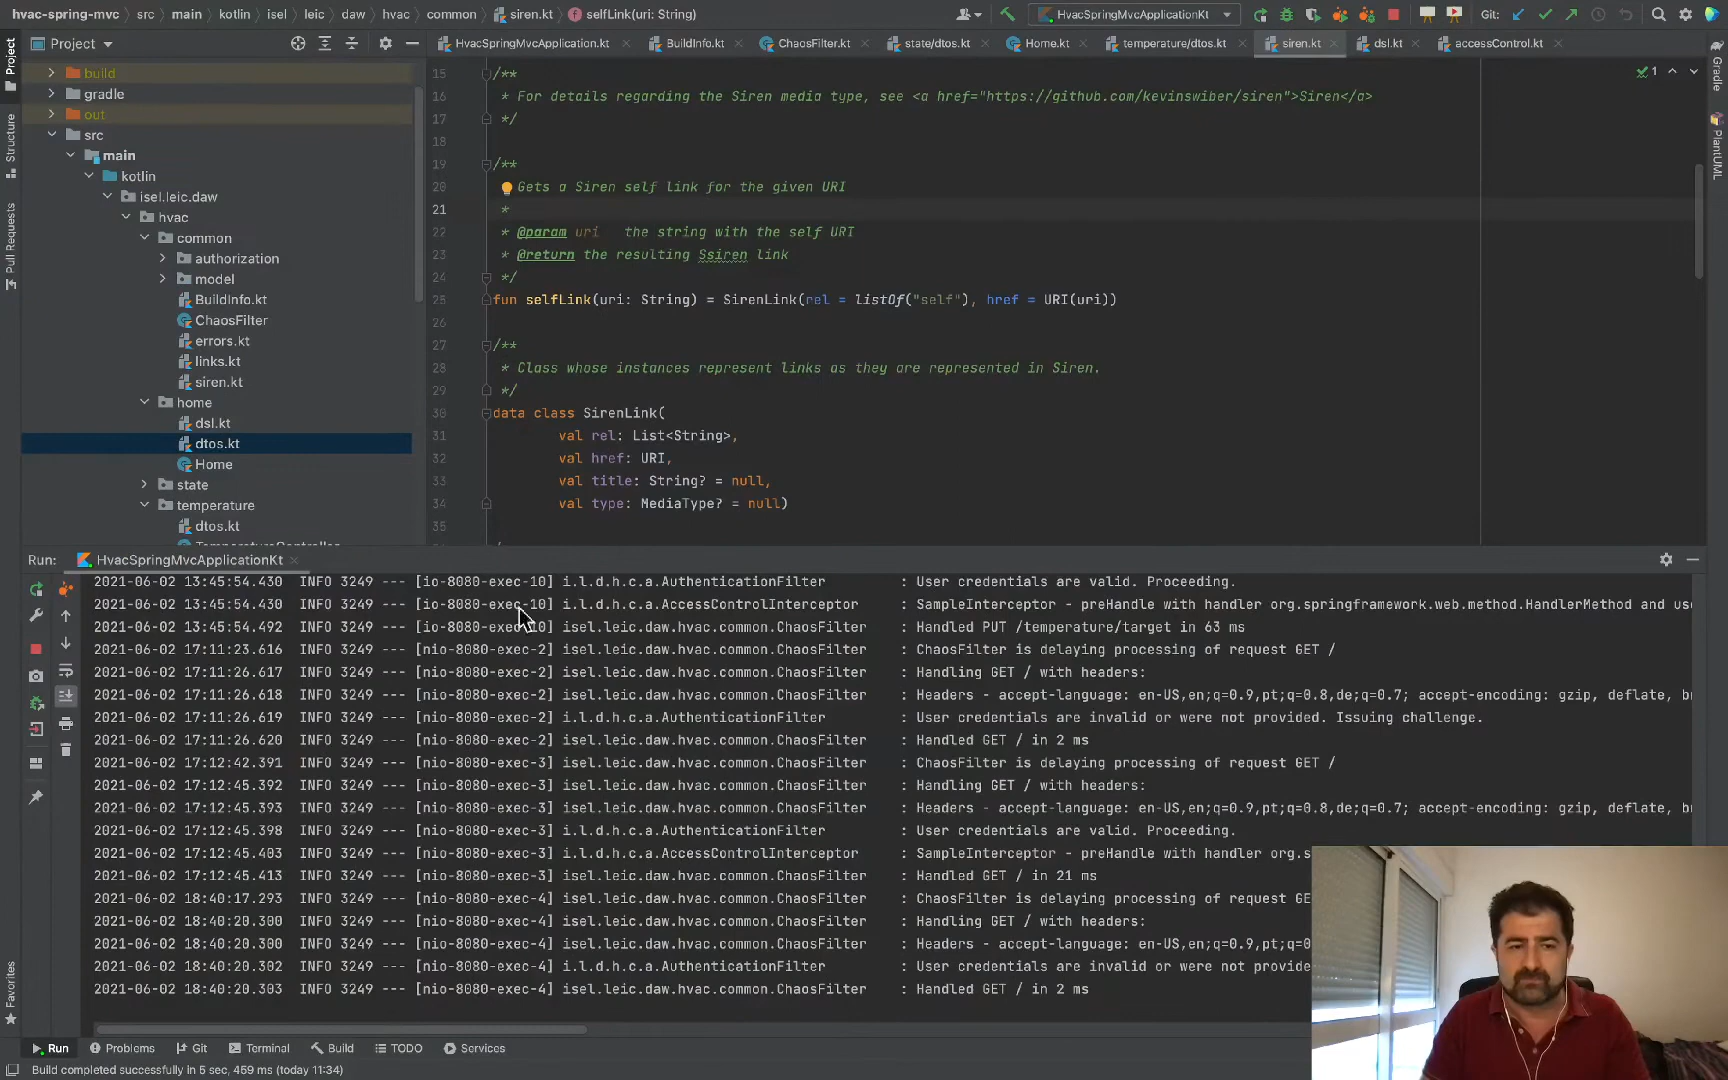 hvac-spring-mvc src main kotlin isel leic daw hvac common siren.kt selfLink(uri: String) HvacSpringMvcApplicationKt Git:
Project HvacSpringMvcApplication.kt BuildInfo.kt ChaosFilter.kt state/dtos.kt Home.kt temperature/dtos.kt siren.kt dsl.kt accessControl.kt
Project
Structure
Pull Requests
Favorites
Gradle
PlantUML
build
gradle
out
src
main
kotlin
isel.leic.daw
hvac
common
authorization
model
BuildInfo.kt
ChaosFilter
errors.kt
links.kt
siren.kt
home
dsl.kt
dtos.kt
Home
state
temperature
dtos.kt
TemperatureController
1
15 /**
16 * For details regarding the Siren media type, see <a href="https://github.com/kevinswiber/siren">Siren</a>
17 */
18
19 /**
20 Gets a Siren self link for the given URI
21 *
22 * @param uri the string with the self URI
23 * @return the resulting Ssiren link
24 */
25 fun selfLink(uri: String) = SirenLink(rel = listOf("self"), href = URI(uri))
26
27 /**
28 * Class whose instances represent links as they are represented in Siren.
29 */
30 data class SirenLink(
31 val rel: List<String>,
32 val href: URI,
33 val title: String? = null,
34 val type: MediaType? = null)
35
Run: HvacSpringMvcApplicationKt
2021-06-02 13:45:54.430 INFO 3249 --- [io-8080-exec-10] i.l.d.h.c.a.AuthenticationFilter : User credentials are valid. Proceeding.
2021-06-02 13:45:54.430 INFO 3249 --- [io-8080-exec-10] i.l.d.h.c.a.AccessControlInterceptor : SampleInterceptor - preHandle with handler org.springframework.web.method.HandlerMethod and use
2021-06-02 13:45:54.492 INFO 3249 --- [io-8080-exec-10] isel.leic.daw.hvac.common.ChaosFilter : Handled PUT /temperature/target in 63 ms
2021-06-02 17:11:23.616 INFO 3249 --- [nio-8080-exec-2] isel.leic.daw.hvac.common.ChaosFilter : ChaosFilter is delaying processing of request GET /
2021-06-02 17:11:26.617 INFO 3249 --- [nio-8080-exec-2] isel.leic.daw.hvac.common.ChaosFilter : Handling GET / with headers:
2021-06-02 17:11:26.618 INFO 3249 --- [nio-8080-exec-2] isel.leic.daw.hvac.common.ChaosFilter : Headers - accept-language: en-US,en;q=0.9,pt;q=0.8,de;q=0.7; accept-encoding: gzip, deflate, b
2021-06-02 17:11:26.619 INFO 3249 --- [nio-8080-exec-2] i.l.d.h.c.a.AuthenticationFilter : User credentials are invalid or were not provided. Issuing challenge.
2021-06-02 17:11:26.620 INFO 3249 --- [nio-8080-exec-2] isel.leic.daw.hvac.common.ChaosFilter : Handled GET / in 2 ms
2021-06-02 17:12:42.391 INFO 3249 --- [nio-8080-exec-3] isel.leic.daw.hvac.common.ChaosFilter : ChaosFilter is delaying processing of request GET /
2021-06-02 17:12:45.392 INFO 3249 --- [nio-8080-exec-3] isel.leic.daw.hvac.common.ChaosFilter : Handling GET / with headers:
2021-06-02 17:12:45.393 INFO 3249 --- [nio-8080-exec-3] isel.leic.daw.hvac.common.ChaosFilter : Headers - accept-language: en-US,en;q=0.9,pt;q=0.8,de;q=0.7; accept-encoding: gzip, deflate, b
2021-06-02 17:12:45.398 INFO 3249 --- [nio-8080-exec-3] i.l.d.h.c.a.AuthenticationFilter : User credentials are valid. Proceeding.
2021-06-02 17:12:45.403 INFO 3249 --- [nio-8080-exec-3] i.l.d.h.c.a.AccessControlInterceptor : SampleInterceptor - preHandle with handler org.s
2021-06-02 17:12:45.413 INFO 3249 --- [nio-8080-exec-3] isel.leic.daw.hvac.common.ChaosFilter : Handled GET / in 21 ms
2021-06-02 18:40:17.293 INFO 3249 --- [nio-8080-exec-4] isel.leic.daw.hvac.common.ChaosFilter : ChaosFilter is delaying processing of request GE
2021-06-02 18:40:20.300 INFO 3249 --- [nio-8080-exec-4] isel.leic.daw.hvac.common.ChaosFilter : Handling GET / with headers:
2021-06-02 18:40:20.300 INFO 3249 --- [nio-8080-exec-4] isel.leic.daw.hvac.common.ChaosFilter : Headers - accept-language: en-US,en;q=0.9,pt;q=0
2021-06-02 18:40:20.302 INFO 3249 --- [nio-8080-exec-4] i.l.d.h.c.a.AuthenticationFilter : User credentials are invalid or were not provide
2021-06-02 18:40:20.303 INFO 3249 --- [nio-8080-exec-4] isel.leic.daw.hvac.common.ChaosFilter : Handled GET / in 2 ms
Run Problems Git Terminal Build TODO Services
Build completed successfully in 5 sec, 459 ms (today 11:34)